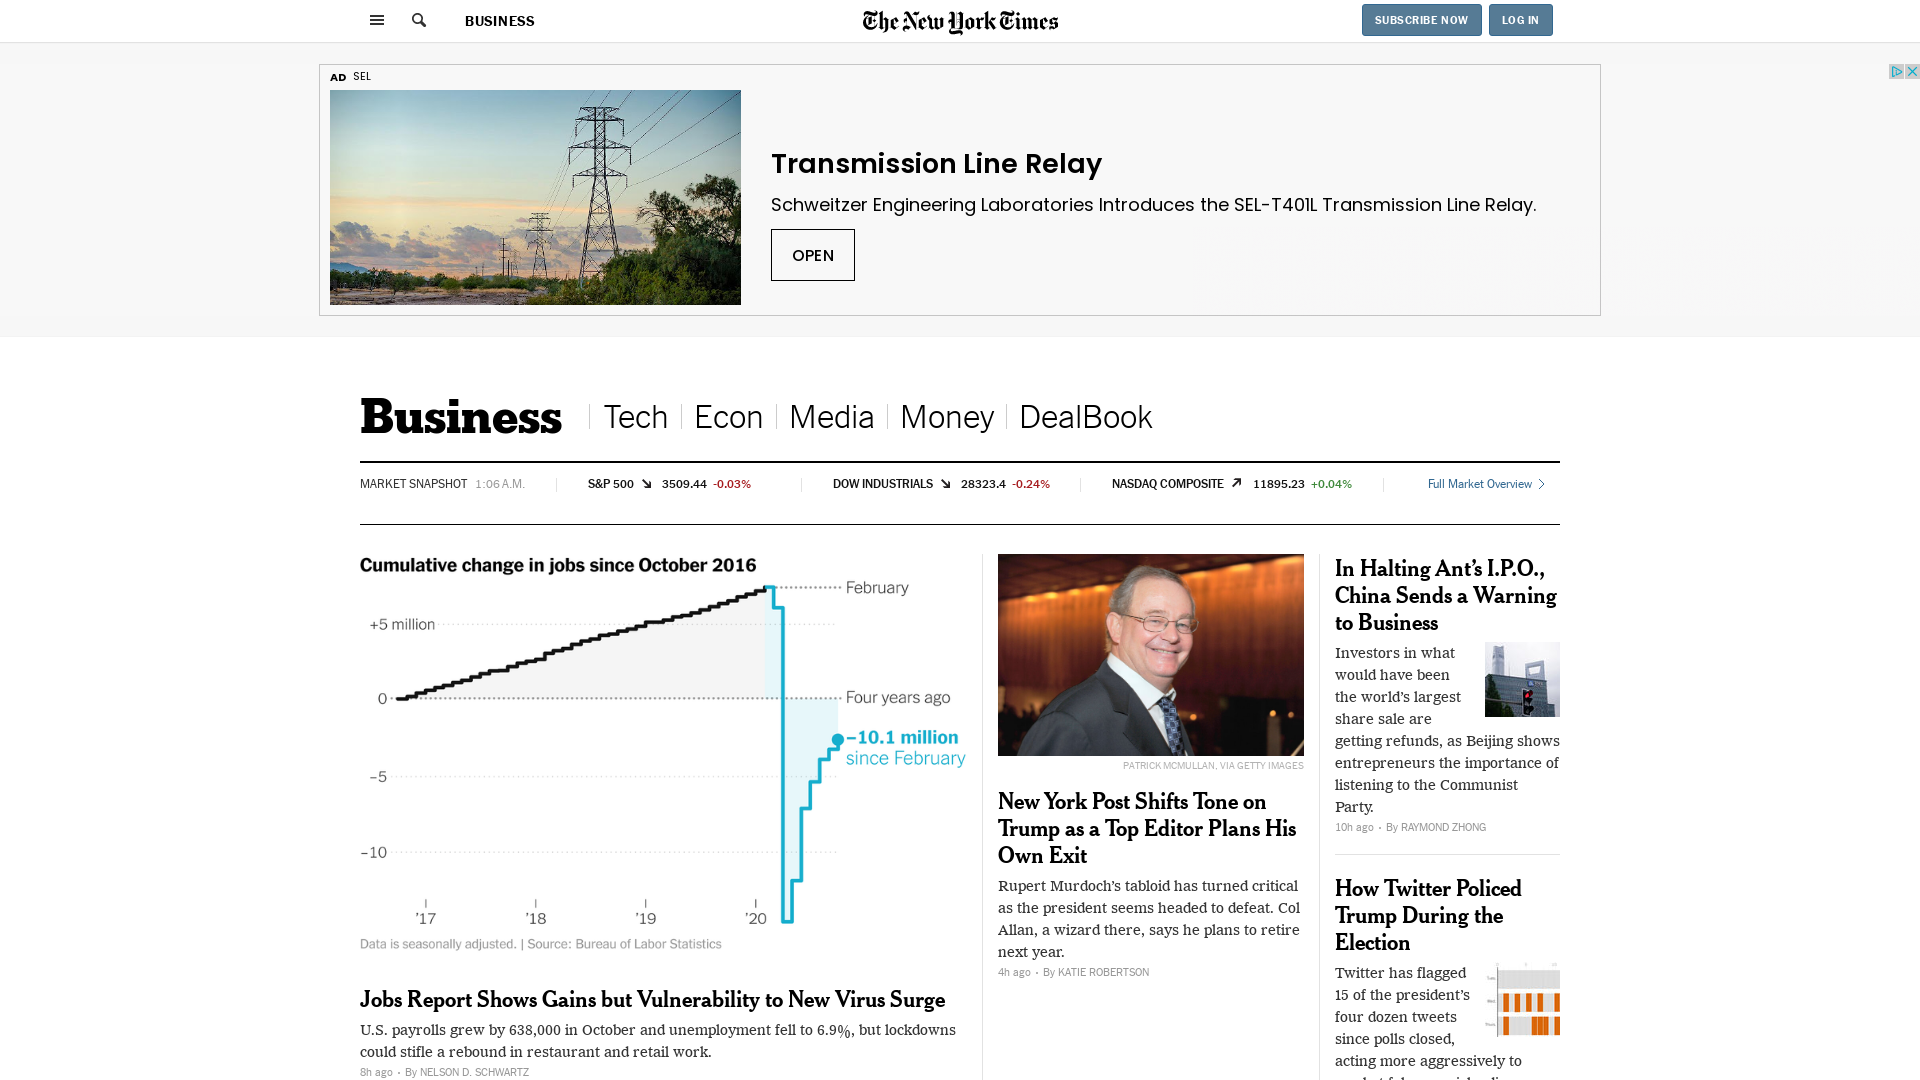 BUSINESS
The New York Times
SUBSCRIBE NOW
LOG IN
AD SEL
Transmission Line Relay
Schweitzer Engineering Laboratories Introduces the SEL-T401L Transmission Line Relay.
OPEN
Business
Tech
Econ
Media
Money
DealBook
MARKET SNAPSHOT 1:06 A.M.
S&P 500 3509.44 -0.03%
DOW INDUSTRIALS 28323.4 -0.24%
NASDAQ COMPOSITE 11895.23 +0.04%
Full Market Overview
Cumulative change in jobs since October 2016
February
+5 million
0
Four years ago
–10.1 million
since February
–5
–10
’17
’18
’19
’20
Data is seasonally adjusted. | Source: Bureau of Labor Statistics
Jobs Report Shows Gains but Vulnerability to New Virus Surge
U.S. payrolls grew by 638,000 in October and unemployment fell to 6.9%, but lockdowns
could stifle a rebound in restaurant and retail work.
8h ago • By NELSON D. SCHWARTZ
PATRICK MCMULLAN, VIA GETTY IMAGES
New York Post Shifts Tone on
Trump as a Top Editor Plans His
Own Exit
Rupert Murdoch’s tabloid has turned critical
as the president seems headed to defeat. Col
Allan, a wizard there, says he plans to retire
next year.
4h ago • By KATIE ROBERTSON
In Halting Ant’s I.P.O.,
China Sends a Warning
to Business
Investors in what
would have been
the world’s largest
share sale are
getting refunds, as Beijing shows
entrepreneurs the importance of
listening to the Communist
Party.
10h ago • By RAYMOND ZHONG
How Twitter Policed
Trump During the
Election
Twitter has flagged
15 of the president’s
four dozen tweets
since polls closed,
acting more aggressively to